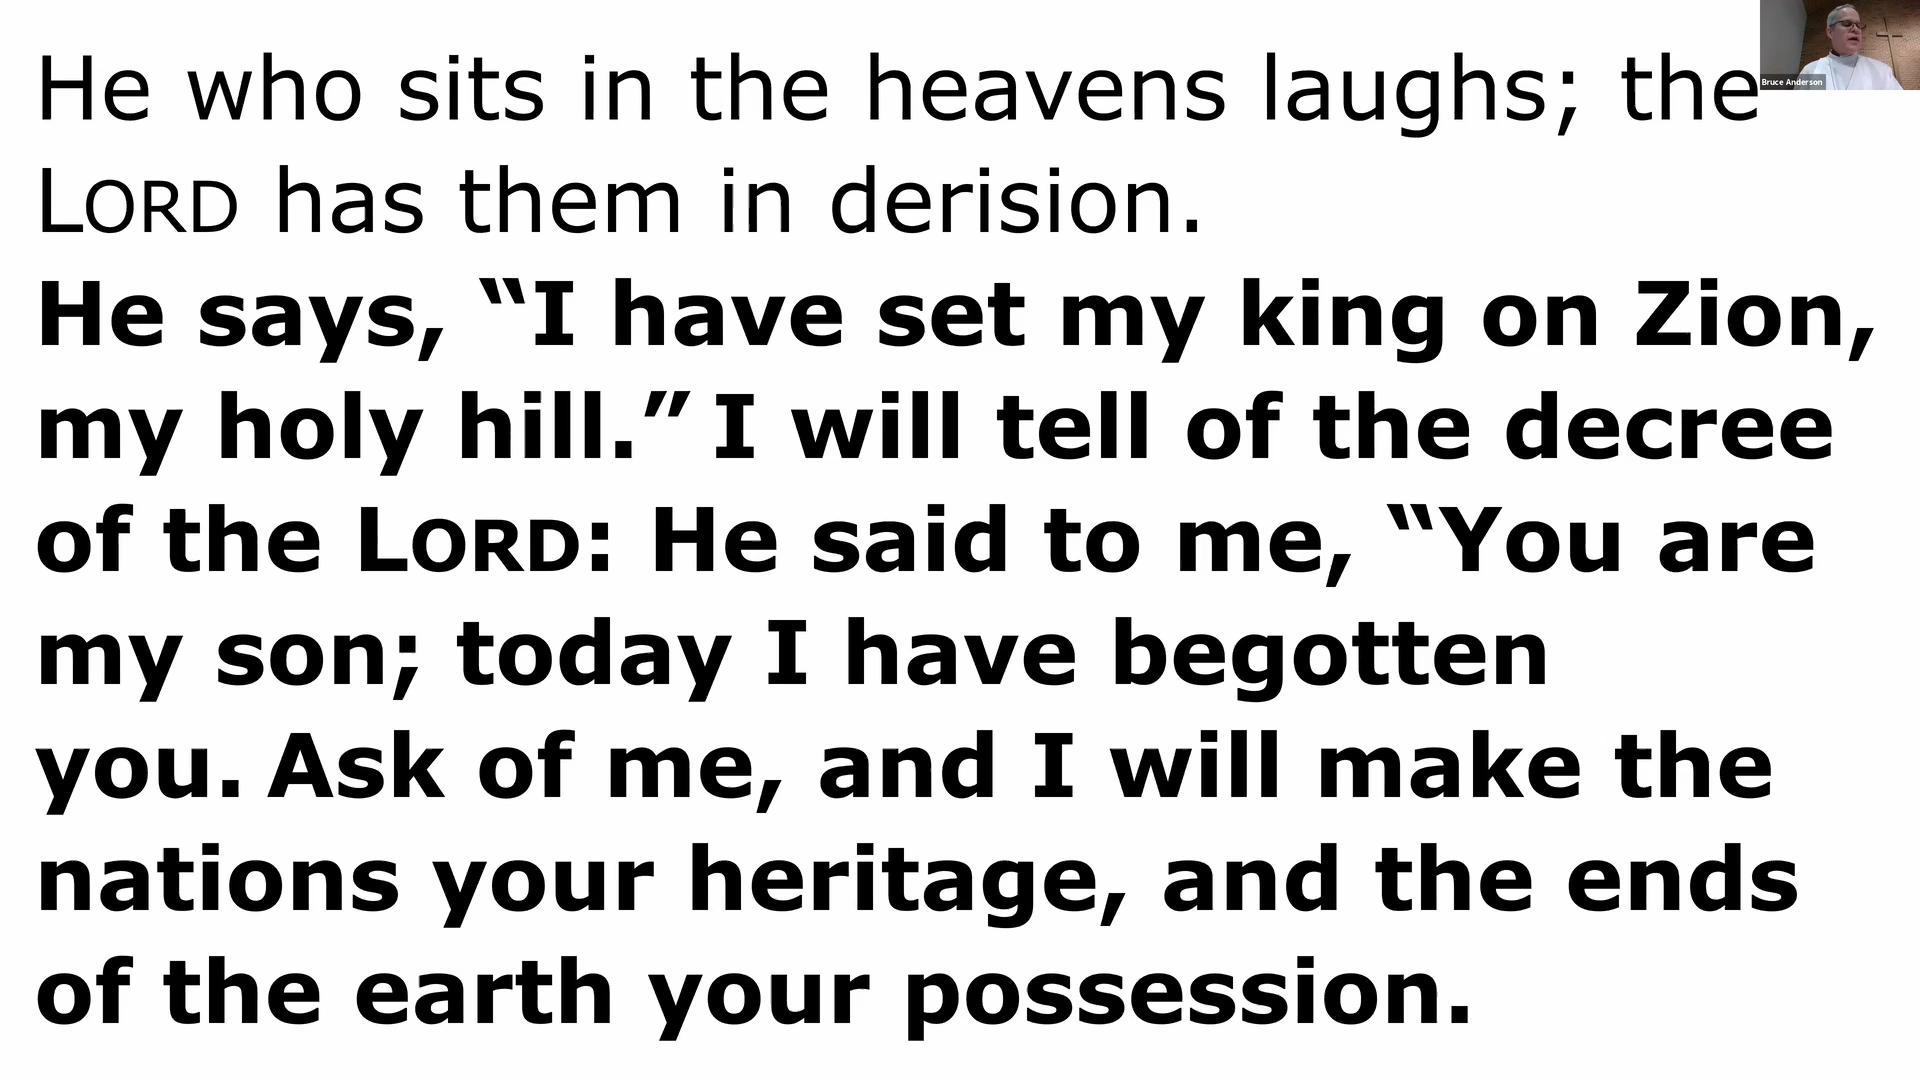 He who sits in the heavens laughs; the
LORD has them in derision.
He says, “I have set my king on Zion,
my holy hill.” I will tell of the decree
of the LORD: He said to me, “You are
my son; today I have begotten
you. Ask of me, and I will make the
nations your heritage, and the ends
of the earth your possession.
Bruce Anderson